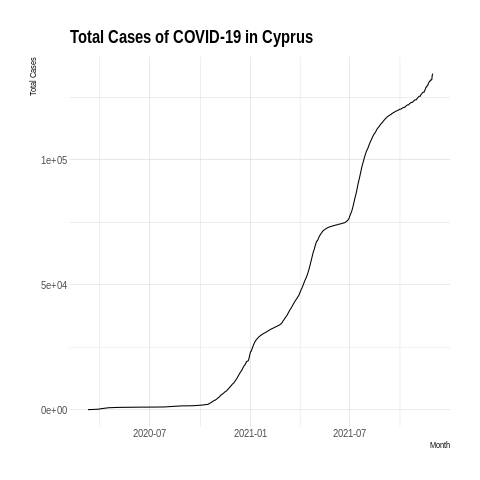 Total Cases of COVID-19 in Cyprus
Total Cases
1e+05
5e+04
0e+00
2020-07 2021-01 2021-07
Month